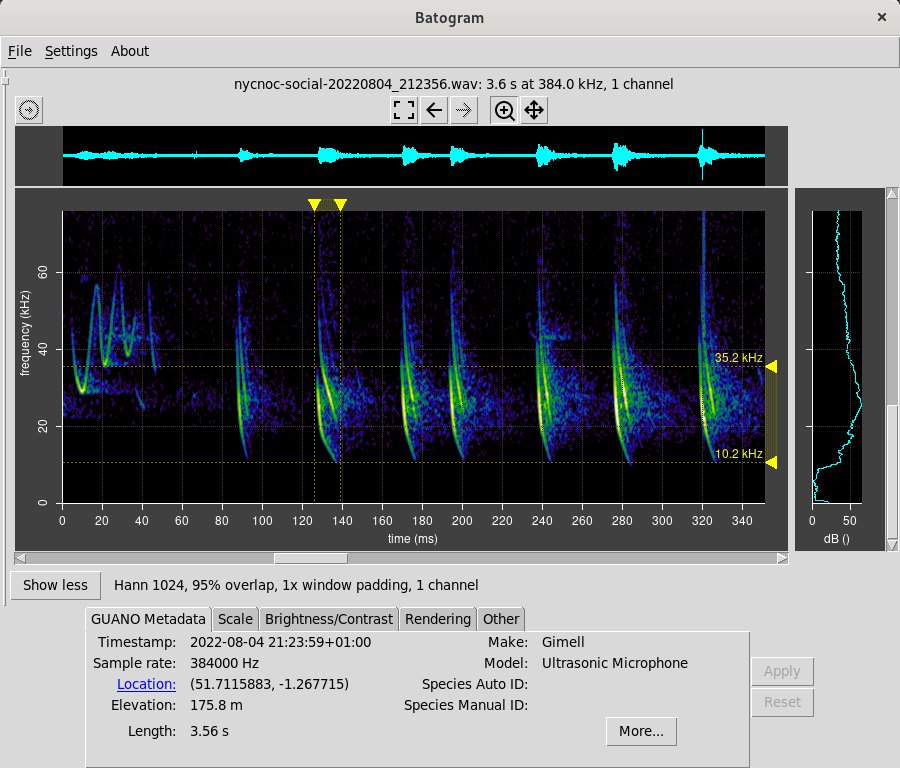 Batogram
File Settings About
nycnoc-social-20220804_212356.wav: 3.6 s at 384.0 kHz, 1 channel
60
40
20
0
frequency (kHz)
35.2 kHz
10.2 kHz
0 20 40 60 80 100 120 140 160 180 200 220 240 260 280 300 320 340
time (ms)
0 50
dB ()
Show less Hann 1024, 95% overlap, 1x window padding, 1 channel
GUANO Metadata Scale Brightness/Contrast Rendering Other
Timestamp: 2022-08-04 21:23:59+01:00 Make: Gimell
Sample rate: 384000 Hz Model: Ultrasonic Microphone
Location: (51.7115883, -1.267715) Species Auto ID:
Elevation: 175.8 m Species Manual ID:
Length: 3.56 s More...
Apply
Reset